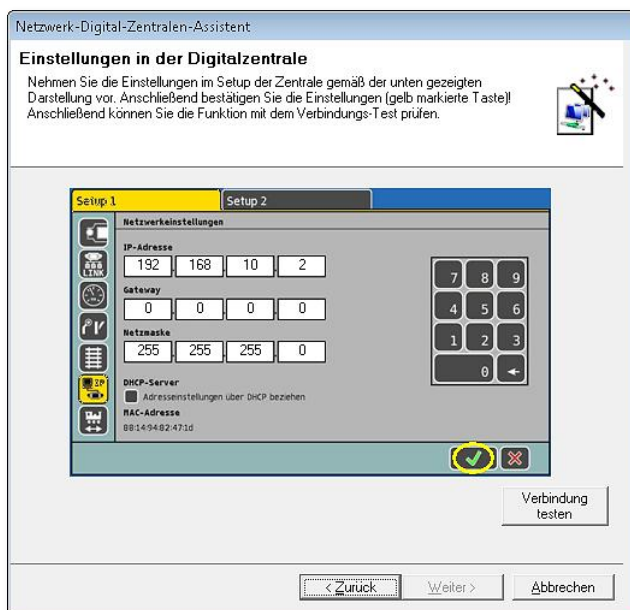 Netzwerk-Digital-Zentralen-Assistent
Einstellungen in der Digitalzentrale
Nehmen Sie die Einstellungen im Setup der Zentrale gemäß der unten gezeigten
Darstellung vor. Anschließend bestätigen Sie die Einstellungen (gelb markierte Taste)!
Anschließend können Sie die Funktion mit dem Verbindungs-Test prüfen.
Setup 1 Setup 2
Netzwerkeinstellungen
IP-Adresse
192 168 10 2
Gateway
0 0 0 0
Netzmaske
255 255 255 0
DHCP-Server
Adresseinstellungen über DHCP beziehen
MAC-Adresse
88:14:94:82:47:1d
LINK
IP
7 8 9
4 5 6
1 2 3
0
Verbindung
testen
< Zurück Weiter > Abbrechen